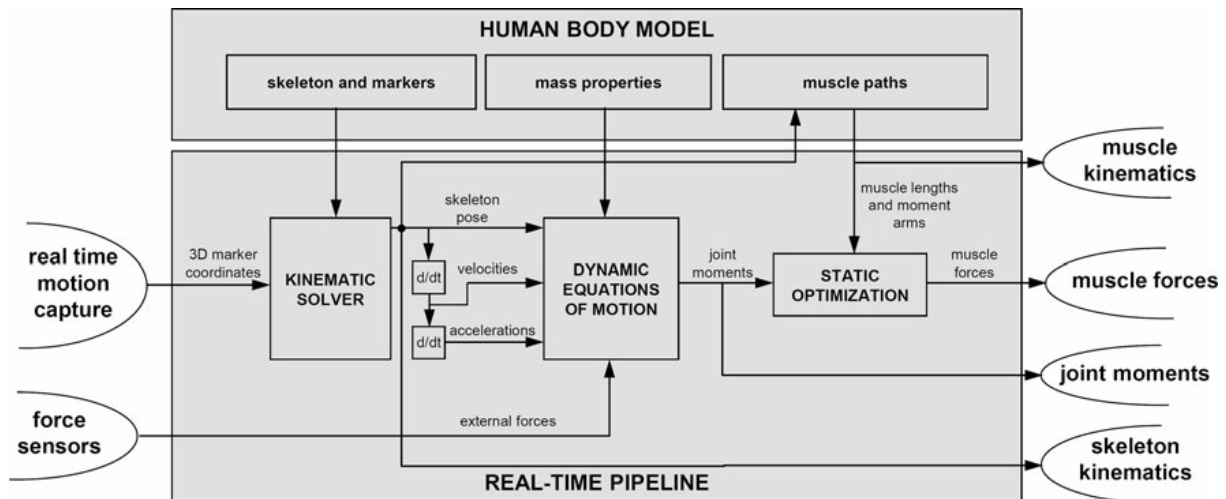 HUMAN BODY MODEL
skeleton and markers
mass properties
muscle paths
muscle
kinematics
muscle lengths
and moment
arms
skeleton
pose
real time
motion
capture
3D marker
coordinates
KINEMATIC
SOLVER
d/dt
velocities
d/dt
accelerations
DYNAMIC
EQUATIONS
OF MOTION
joint
moments
STATIC
OPTIMIZATION
muscle
forces
muscle forces
joint moments
force
sensors
external forces
skeleton
kinematics
REAL-TIME PIPELINE